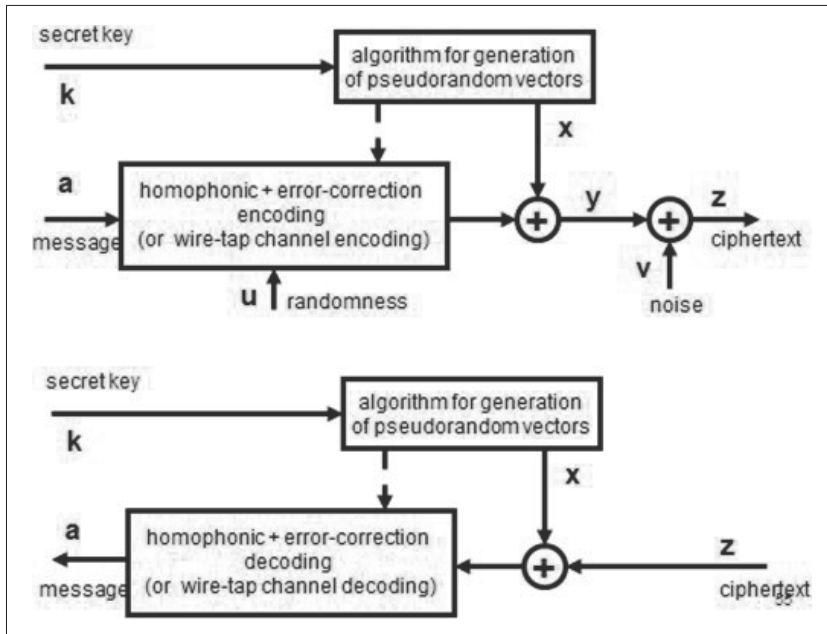 secret key
k
algorithm for generation
of pseudorandom vectors
x
a
message
homophonic + error-correction
encoding
(or wire-tap channel encoding)
+
y
+
z
ciphertext
u
randomness
v
noise
secret key
k
algorithm for generation
of pseudorandom vectors
x
a
message
homophonic + error-correction
decoding
(or wire-tap channel decoding)
+
z
ciphertext